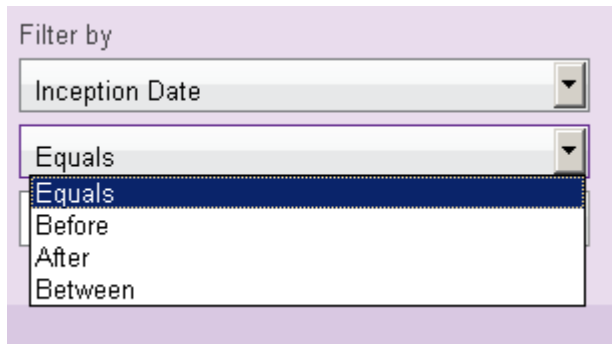 Filter by
Inception Date
Equals
Equals
Before
After
Between